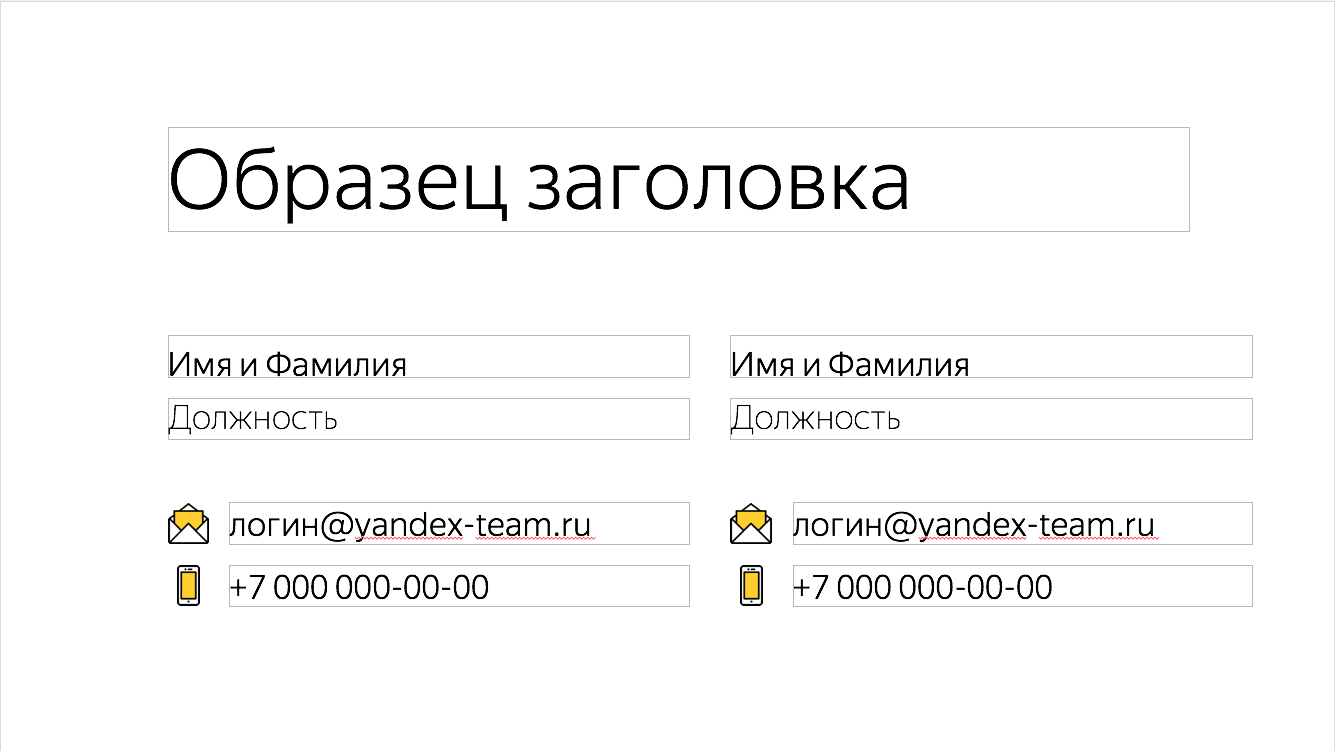 Образец заголовка
Имя и Фамилия
Должность
логин@yandex-team.ru
+7 000 000-00-00
Имя и Фамилия
Должность
логин@yandex-team.ru
+7 000 000-00-00